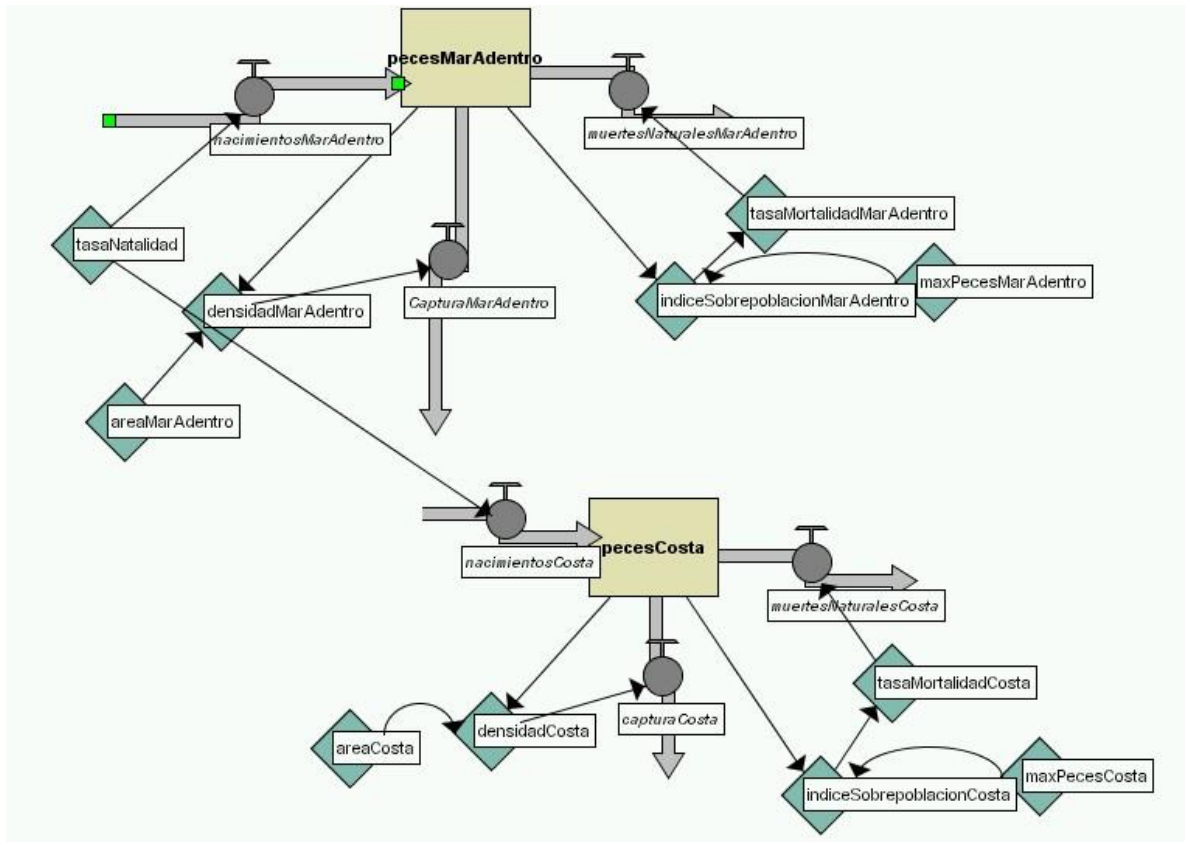 pecesMarAdentro
nacimientosMarAdentro
muertesNaturalesMarAdentro
tasaNatalidad
tasaMortalidadMarAdentro
densidadMarAdentro
CapturaMarAdentro
indiceSobrepoblacionMarAdentro
maxPecesMarAdentro
areaMarAdentro
nacimientosCosta
pecesCosta
muertesNaturalesCosta
tasaMortalidadCosta
areaCosta
densidadCosta
capturaCosta
indiceSobrepoblacionCosta
maxPecesCosta